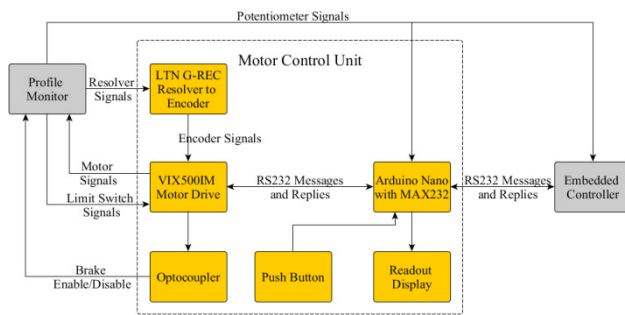 Potentiometer Signals
Motor Control Unit
Profile
Monitor
Resolver
Signals
LTN G-REC
Resolver to
Encoder
Encoder Signals
Motor
Signals
Limit Switch
Signals
VIX500IM
Motor Drive
RS232 Messages
and Replies
Arduino Nano
with MAX232
RS232 Messages
and Replies
Embedded
Controller
Brake
Enable/Disable
Optocoupler
Push Button
Readout
Display